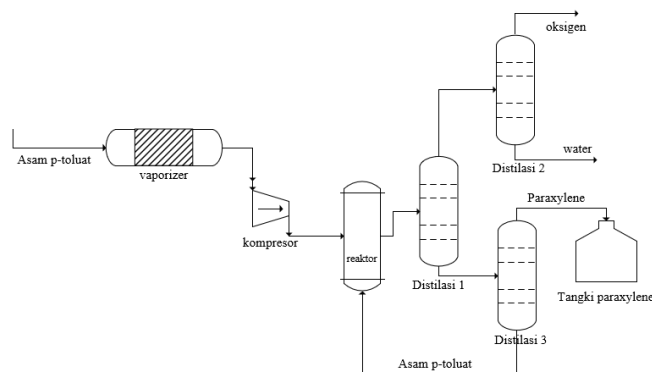 oksigen
water
Distilasi 2
Asam p-toluat
vaporizer
kompresor
reaktor
Distilasi 1
Paraxylene
Tangki paraxylene
Distilasi 3
Asam p-toluat